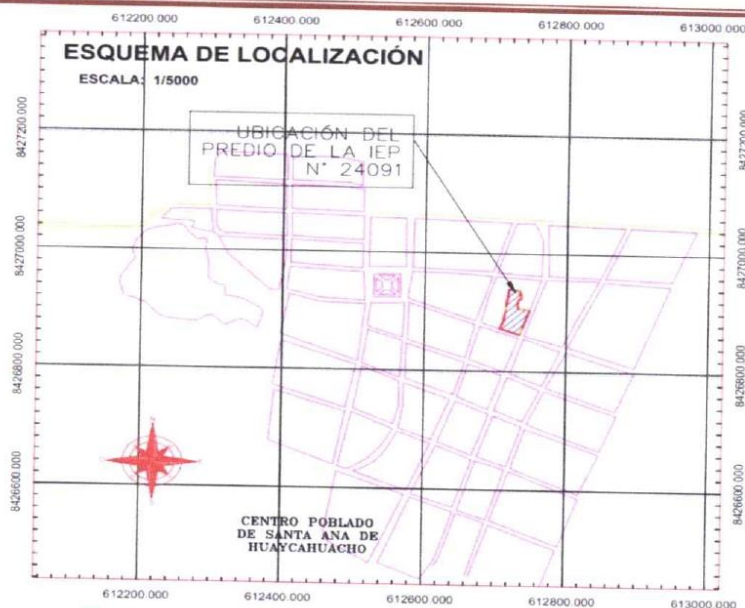 612200.000 612400.000 612600.000 612800.000 613000.000
ESQUEMA DE LOCALIZACIÓN
ESCALA: 1/5000
8427200.000
8427200.000
UBICACIÓN DEL
PREDIO DE LA IEP
N° 24091
8427000.000
8427000.000
8426800.000
8426800.000
8426600.000
8426600.000
CENTRO POBLADO
DE SANTA ANA DE
HUAYCAHUACHO
612200.000 612400.000 612600.000 612800.000 613000.000